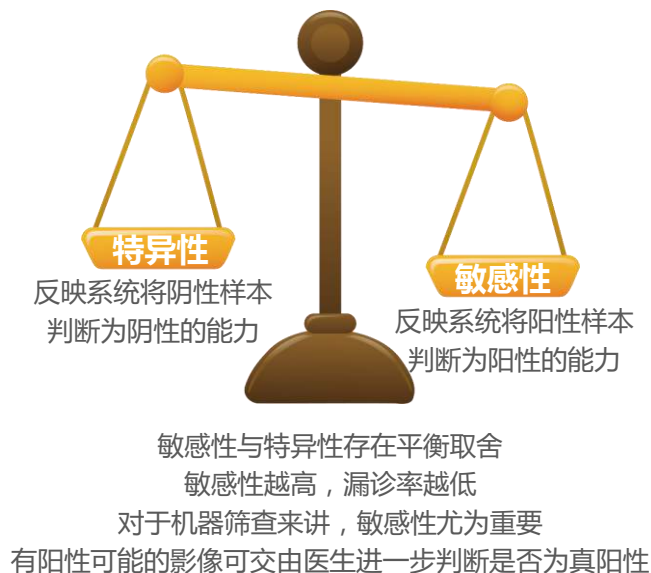 特异性
反映系统将阴性样本
判断为阴性的能力
敏感性
反映系统将阳性样本
判断为阳性的能力
敏感性与特异性存在平衡取舍
敏感性越高，漏诊率越低
对于机器筛查来讲，敏感性尤为重要
有阳性可能的影像可交由医生进一步判断是否为真阳性